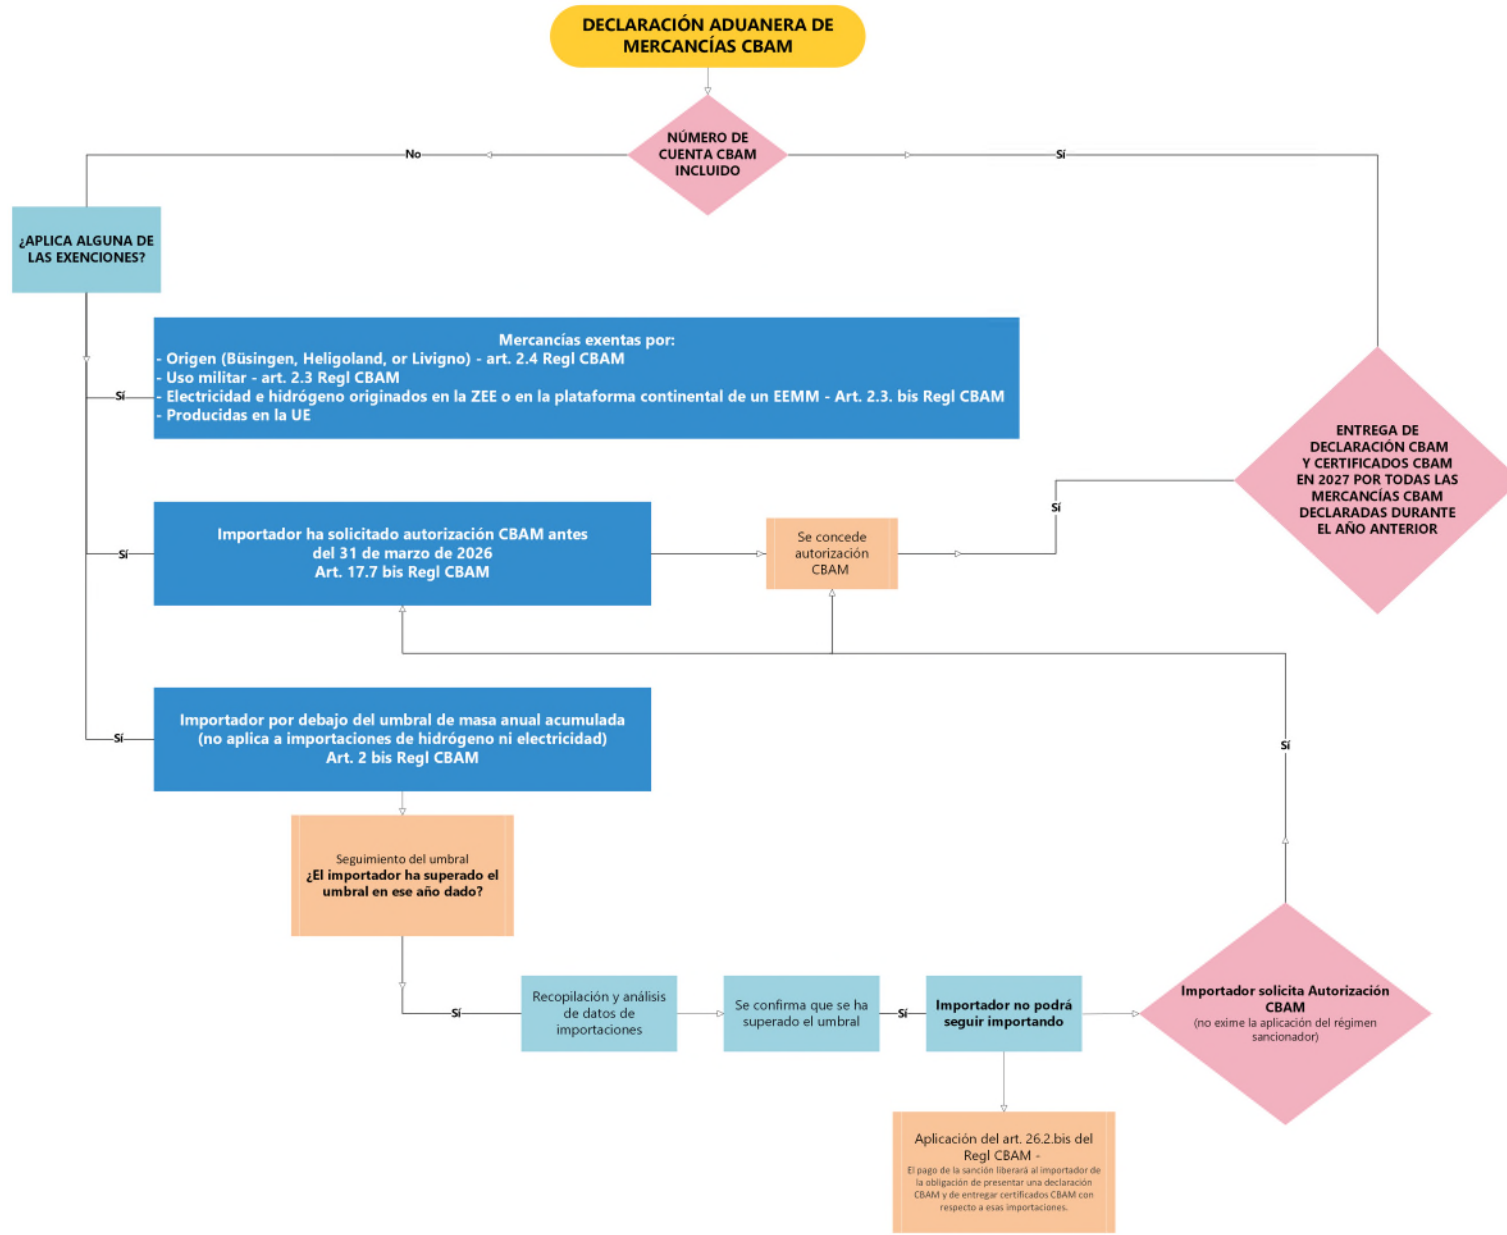 DECLARACIÓN ADUANERA DE
MERCANCÍAS CBAM
NÚMERO DE
CUENTA CBAM
INCLUIDO
No
Sí
¿APLICA ALGUNA DE
LAS EXENCIONES?
Mercancías exentas por:
- Origen (Büsingen, Heligoland, or Livigno) - art. 2.4 Regl CBAM
- Uso militar - art. 2.3 Regl CBAM
- Electricidad e hidrógeno originados en la ZEE o en la plataforma continental de un EEMM - Art. 2.3. bis Regl CBAM
- Producidas en la UE
Sí
ENTREGA DE
DECLARACIÓN CBAM
Y CERTIFICADOS CBAM
EN 2027 POR TODAS LAS
MERCANCÍAS CBAM
DECLARADAS DURANTE
EL AÑO ANTERIOR
Sí
Importador ha solicitado autorización CBAM antes
del 31 de marzo de 2026
Art. 17.7 bis Regl CBAM
Se concede
autorización
CBAM
Sí
Sí
Importador por debajo del umbral de masa anual acumulada
(no aplica a importaciones de hidrógeno ni electricidad)
Art. 2 bis Regl CBAM
Sí
Seguimiento del umbral
¿El importador ha superado el
umbral en ese año dado?
Sí
Recopilación y análisis
de datos de
importaciones
Se confirma que se ha
superado el umbral
Sí
Importador no podrá
seguir importando
Importador solicita Autorización
CBAM
(no exime la aplicación del régimen
sancionador)
Aplicación del art. 26.2.bis del
Regl CBAM -
El pago de la sanción liberará al importador de
la obligación de presentar una declaración
CBAM y de entregar certificados CBAM con
respecto a esas importaciones.